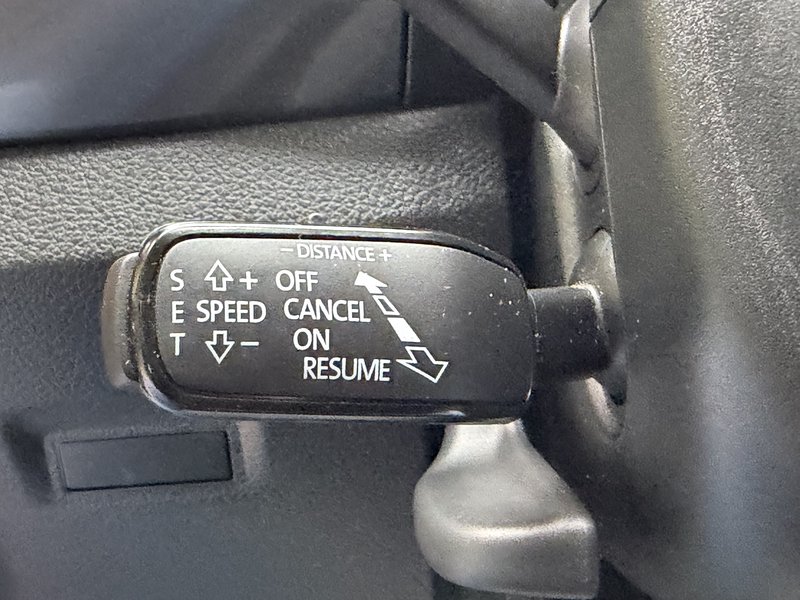 − DISTANCE +
S + OFF
E SPEED CANCEL
T − ON
RESUME